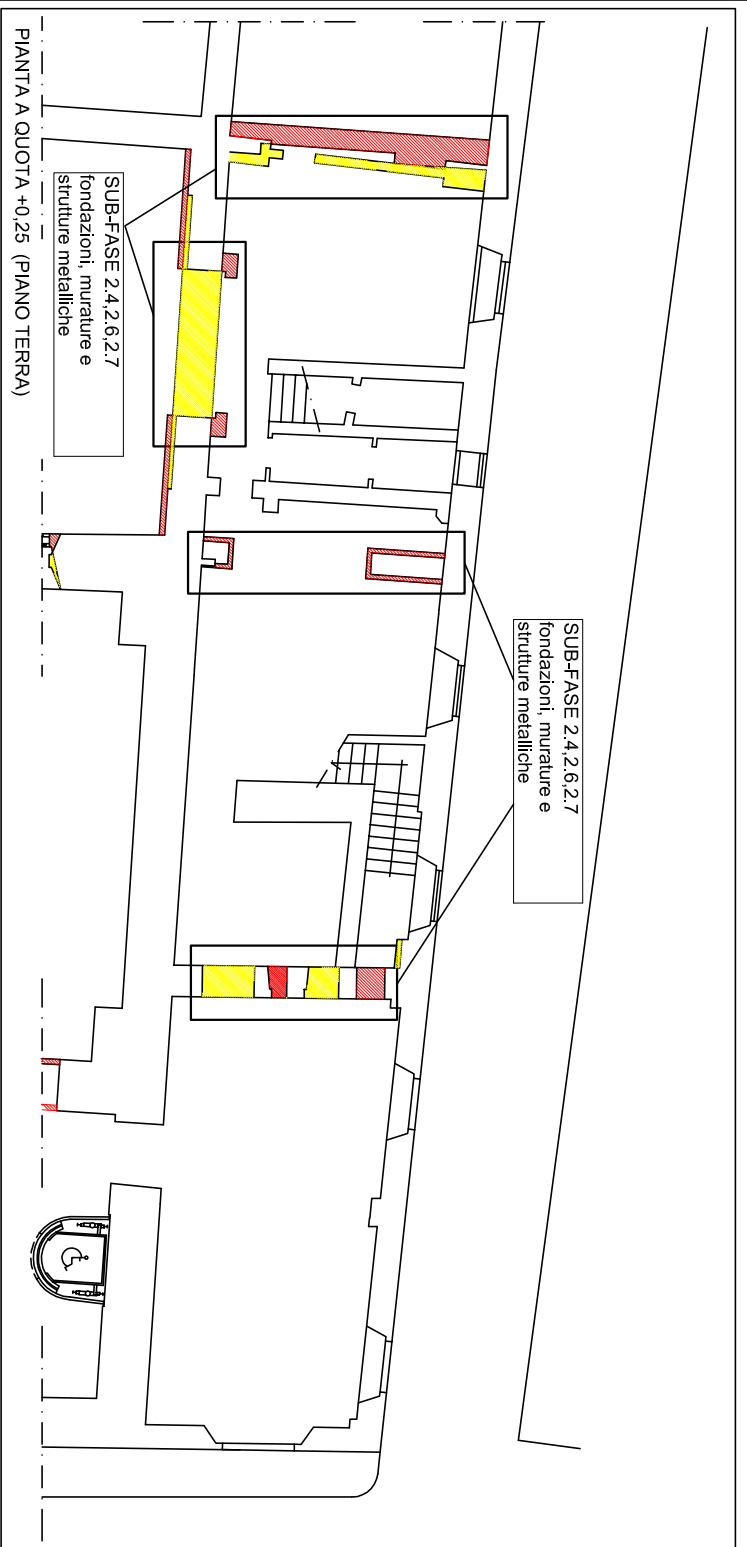 SUB-FASE 2.4,2.6,2.7
fondazioni, murature e
strutture metalliche
SUB-FASE 2.4,2.6,2.7
fondazioni, murature e
strutture metalliche
PIANTA A QUOTA +0,25 (PIANO TERRA)